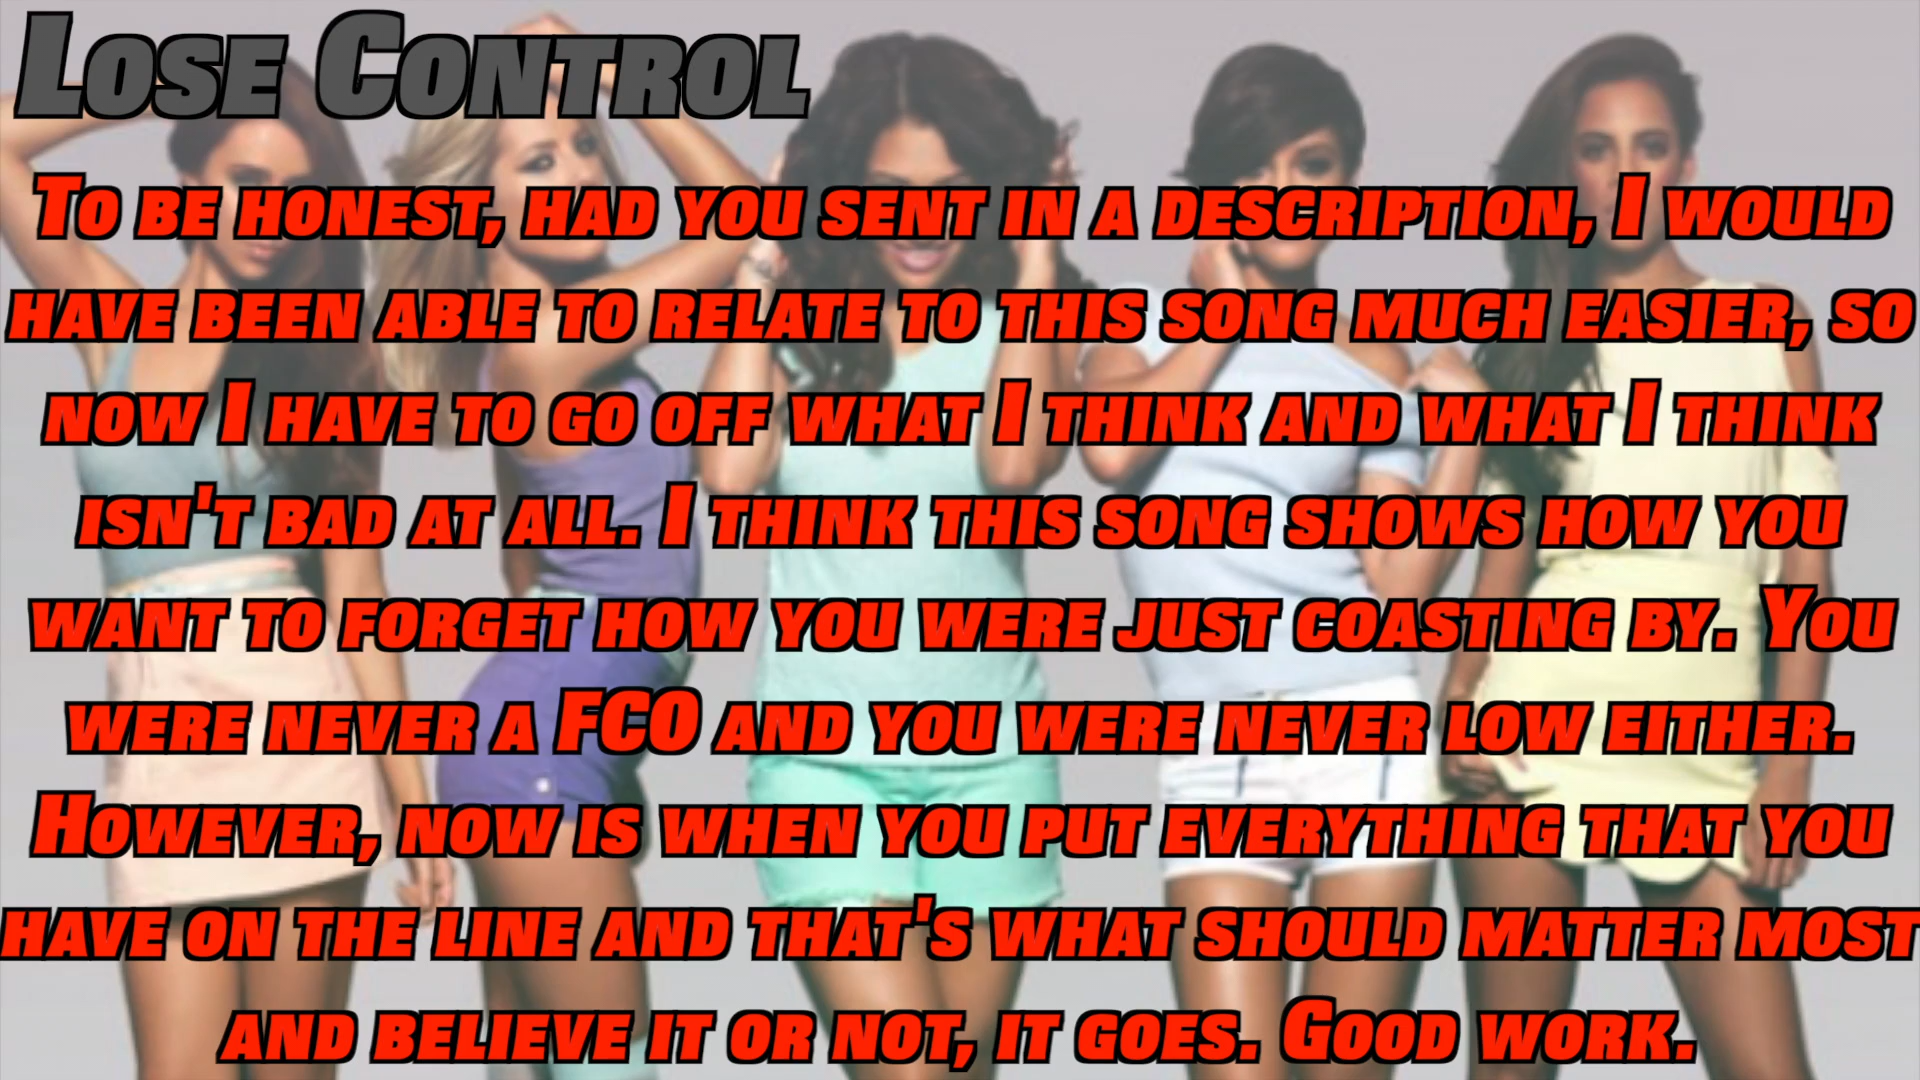 Lose Control
To be honest, had you sent in a description, I would
have been able to relate to this song much easier, so
now I have to go off what I think and what I think
isn't bad at all. I think this song shows how you
want to forget how you were just coasting by. You
were never a FCO and you were never low either.
However, now is when you put everything that you
have on the line and that's what should matter most
and believe it or not, it goes. Good work.